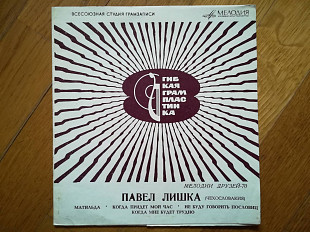 ВСЕСОЮЗНАЯ СТУДИЯ ГРАМЗАПИСИ
МЕЛОДИЯ
ГИБ
КАЯ
ГРАМ
ПЛАС
ТИН
КА
МЕЛОДИИ ДРУЗЕЙ-70
ПАВЕЛ ЛИШКА (ЧЕХОСЛОВАКИЯ)
МАТИЛЬДА · КОГДА ПРИДЕТ МОЙ ЧАС · НЕ БУДУ ГОВОРИТЬ ПОСЛОВИЦ
КОГДА МНЕ БУДЕТ ТРУДНО